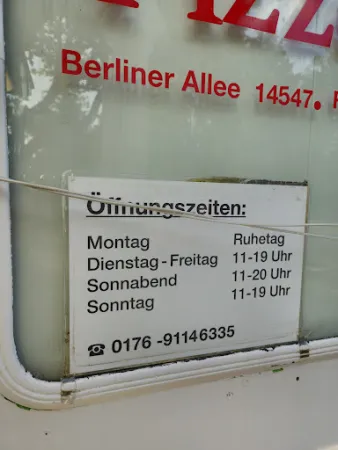 Berliner Allee 14547.
Öffnungszeiten:
Montag Ruhetag
Dienstag - Freitag 11-19 Uhr
Sonnabend 11-20 Uhr
Sonntag 11-19 Uhr
☎ 0176 -91146335